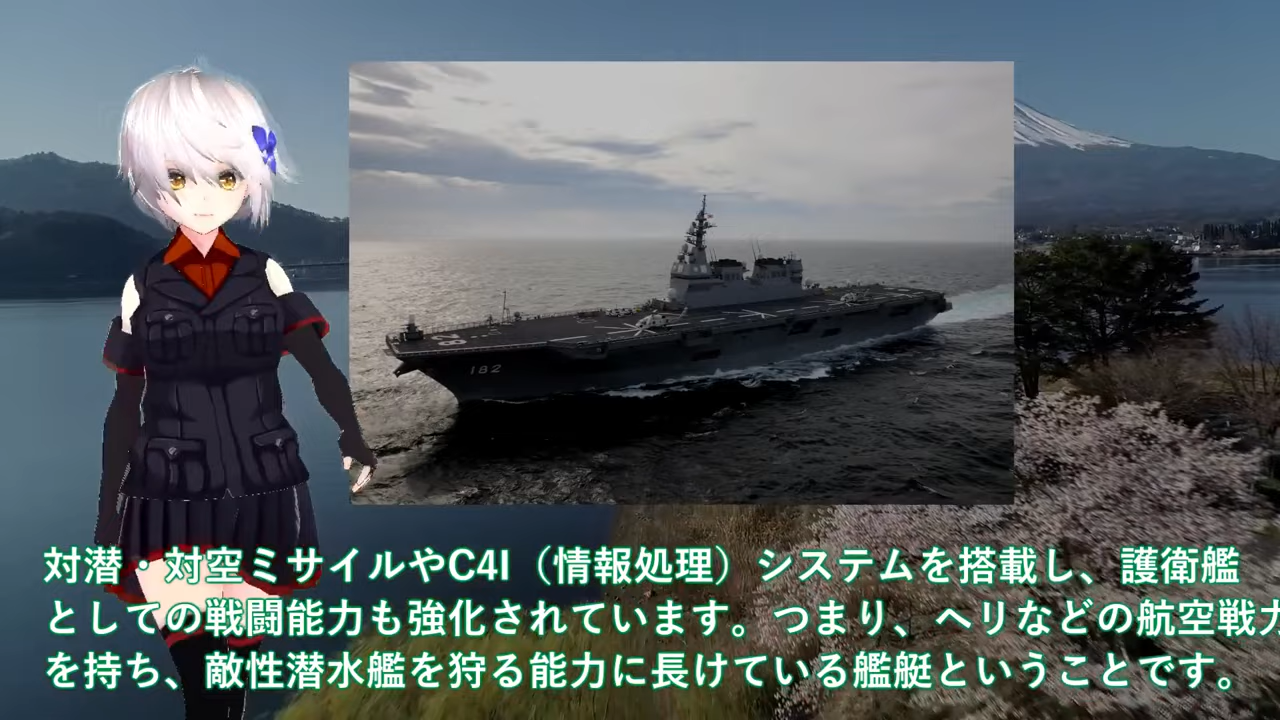 182
82
対潜・対空ミサイルやC4I（情報処理）システムを搭載し、護衛艦
としての戦闘能力も強化されています。つまり、ヘリなどの航空戦力
を持ち、敵性潜水艦を狩る能力に長けている艦艇ということです。